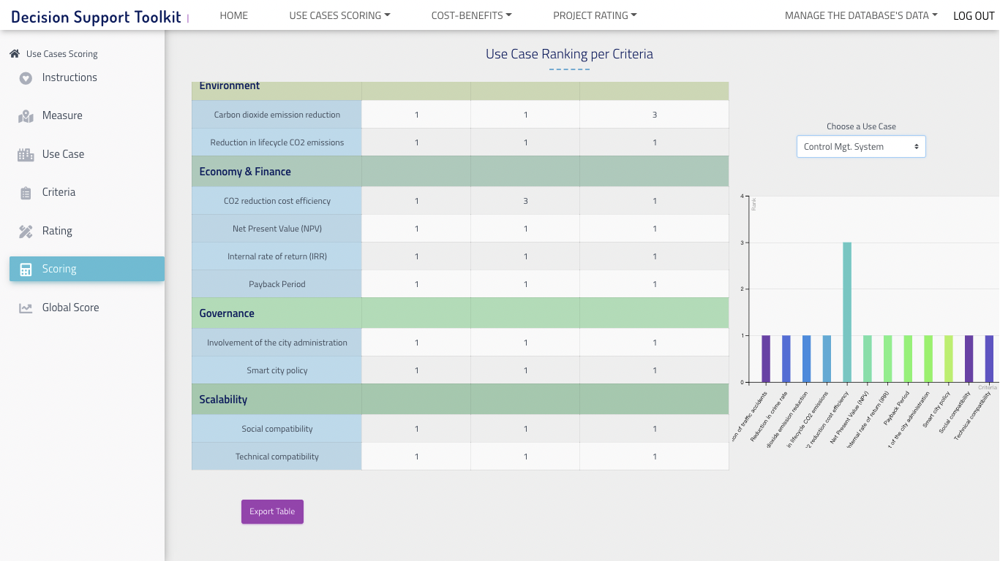 Decision Support Toolkit |
HOME
USE CASES SCORING
COST-BENEFITS
PROJECT RATING
MANAGE THE DATABASE'S DATA
LOG OUT
Use Cases Scoring
Instructions
Measure
Use Case
Criteria
Rating
Scoring
Global Score
Use Case Ranking per Criteria
Environment
Carbon dioxide emission reduction 1 1 3
Reduction in lifecycle CO2 emissions 1 1 1
Economy & Finance
CO2 reduction cost efficiency 1 3 1
Net Present Value (NPV) 1 1 1
Internal rate of return (IRR) 1 1 1
Payback Period 1 1 1
Governance
Involvement of the city administration 1 1 1
Smart city policy 1 1 1
Scalability
Social compatibility 1 1 1
Technical compatibility 1 1 1
Export Table
Choose a Use Case
Control Mgt. System
Rank
4
3
2
1
0
Criteria
of traffic accidents
Reduction in crime rate
emission reduction
in lifecycle CO2 emissions
reduction cost efficiency
Net Present Value (NPV)
rate of return (IRR)
Payback Period
of the city administration
Smart city policy
Social compatibility
Technical compatibility